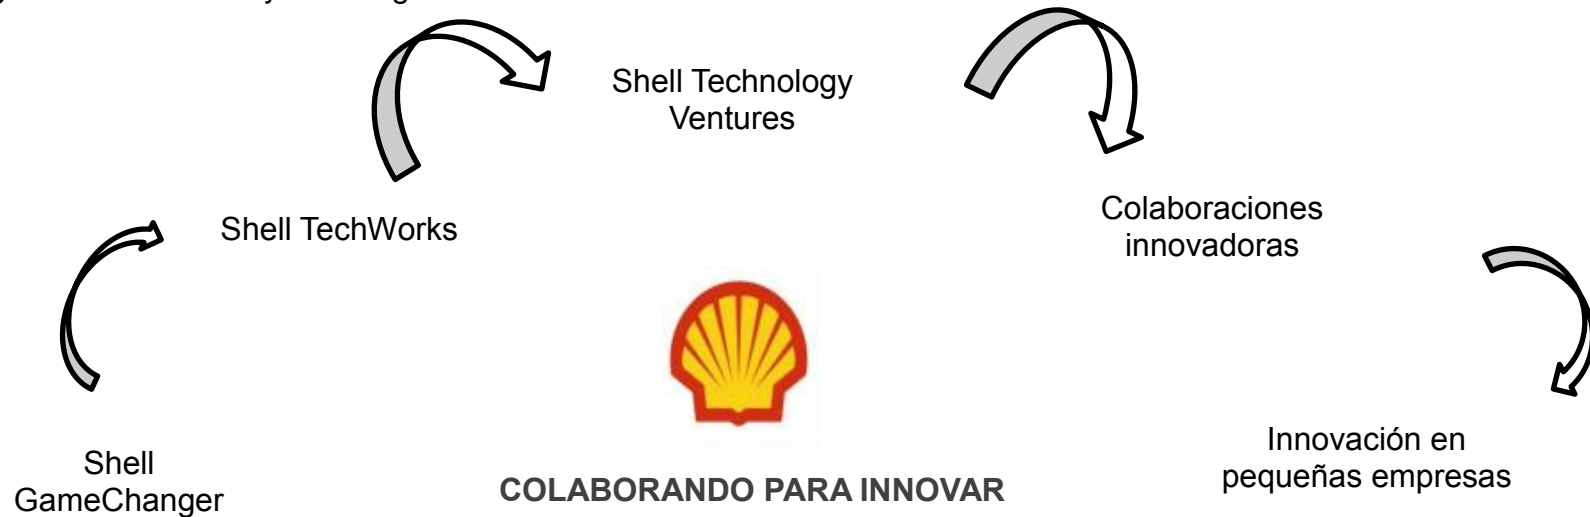 Shell Technology
Ventures
Colaboraciones
innovadoras
Shell TechWorks
Innovación en
pequeñas empresas
Shell
GameChanger
COLABORANDO PARA INNOVAR